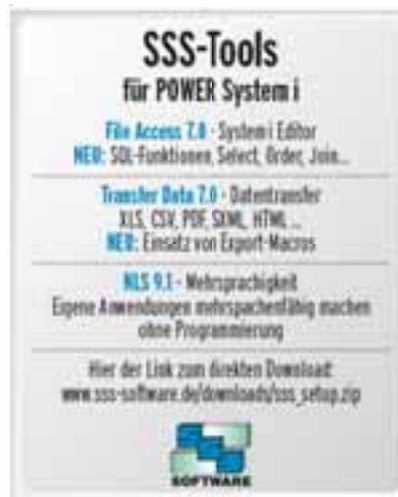 SSS-Tools
für POWER System i
File Access 7.0 - System i Editor
NEU: SQL-Funktionen, Select, Order, Join...
Transfer Data 7.0 - Datentransfer
XLS, CSV, PDF, SXML, HTML ...
NEU: Einsatz von Export-Macros
NLS 9.1 - Mehrsprachigkeit
Eigene Anwendungen mehrspachenfähig machen
ohne Programmierung
Hier der Link zum direkten Download:
www.sss-software.de/downloads/sss_setup.zip
SSS
SOFTWARE